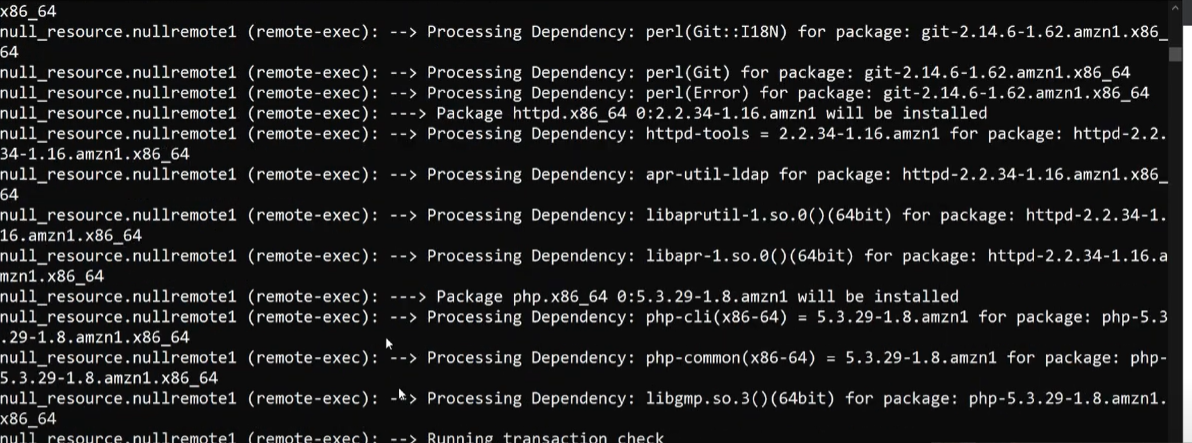 x86_64
null_resource.nullremote1 (remote-exec): --> Processing Dependency: perl(Git::I18N) for package: git-2.14.6-1.62.amzn1.x86_
64
null_resource.nullremote1 (remote-exec): --> Processing Dependency: perl(Git) for package: git-2.14.6-1.62.amzn1.x86_64
null_resource.nullremote1 (remote-exec): --> Processing Dependency: perl(Error) for package: git-2.14.6-1.62.amzn1.x86_64
null_resource.nullremote1 (remote-exec): ---> Package httpd.x86_64 0:2.2.34-1.16.amzn1 will be installed
null_resource.nullremote1 (remote-exec): --> Processing Dependency: httpd-tools = 2.2.34-1.16.amzn1 for package: httpd-2.2.
34-1.16.amzn1.x86_64
null_resource.nullremote1 (remote-exec): --> Processing Dependency: apr-util-ldap for package: httpd-2.2.34-1.16.amzn1.x86_
64
null_resource.nullremote1 (remote-exec): --> Processing Dependency: libaprutil-1.so.0()(64bit) for package: httpd-2.2.34-1.
16.amzn1.x86_64
null_resource.nullremote1 (remote-exec): --> Processing Dependency: libapr-1.so.0()(64bit) for package: httpd-2.2.34-1.16.a
mzn1.x86_64
null_resource.nullremote1 (remote-exec): ---> Package php.x86_64 0:5.3.29-1.8.amzn1 will be installed
null_resource.nullremote1 (remote-exec): --> Processing Dependency: php-cli(x86-64) = 5.3.29-1.8.amzn1 for package: php-5.3
.29-1.8.amzn1.x86_64
null_resource.nullremote1 (remote-exec): --> Processing Dependency: php-common(x86-64) = 5.3.29-1.8.amzn1 for package: php-
5.3.29-1.8.amzn1.x86_64
null_resource.nullremote1 (remote-exec): --> Processing Dependency: libgmp.so.3()(64bit) for package: php-5.3.29-1.8.amzn1.
x86_64
null_resource.nullremote1 (remote-exec): --> Running transaction check